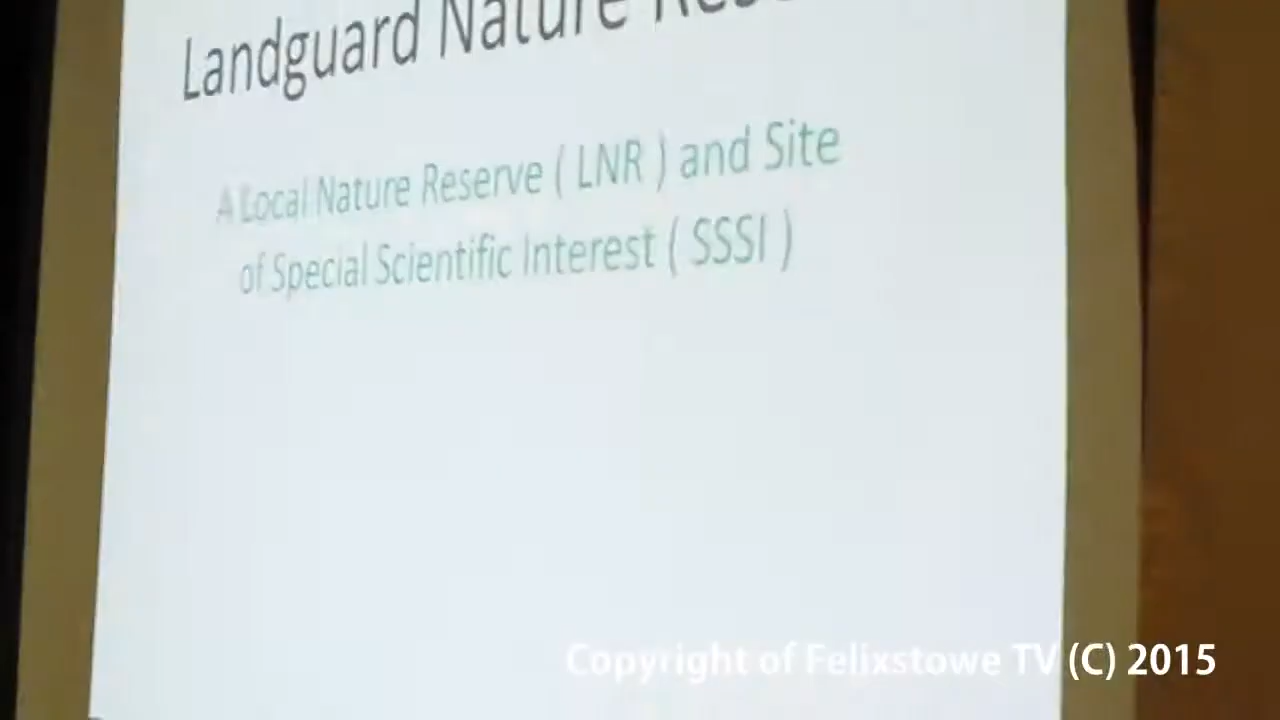 Landguard Nature
A Local Nature Reserve ( LNR ) and Site
of Special Scientific Interest ( SSSI )
Copyright of Felixstowe TV (C) 2015